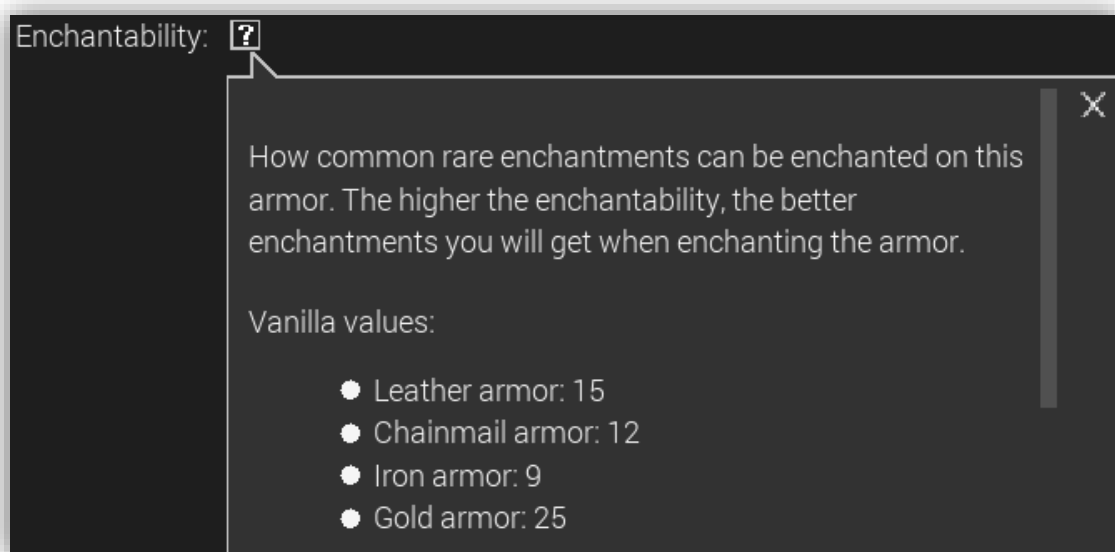 Enchantability: ?
How common rare enchantments can be enchanted on this
armor. The higher the enchantability, the better
enchantments you will get when enchanting the armor.
Vanilla values:
Leather armor: 15
Chainmail armor: 12
Iron armor: 9
Gold armor: 25